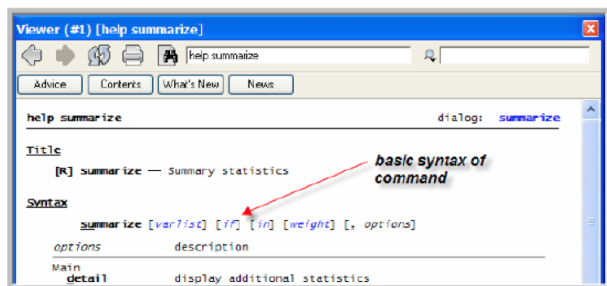 Viewer (#1) [help summarize]
help summarize
Advice Contents What's New News
help summarize dialog: summarize
Title
[R] summarize — Summary statistics
basic syntax of
command
Syntax
summarize [varlist] [if] [in] [weight] [, options]
options description
Main
detail display additional statistics